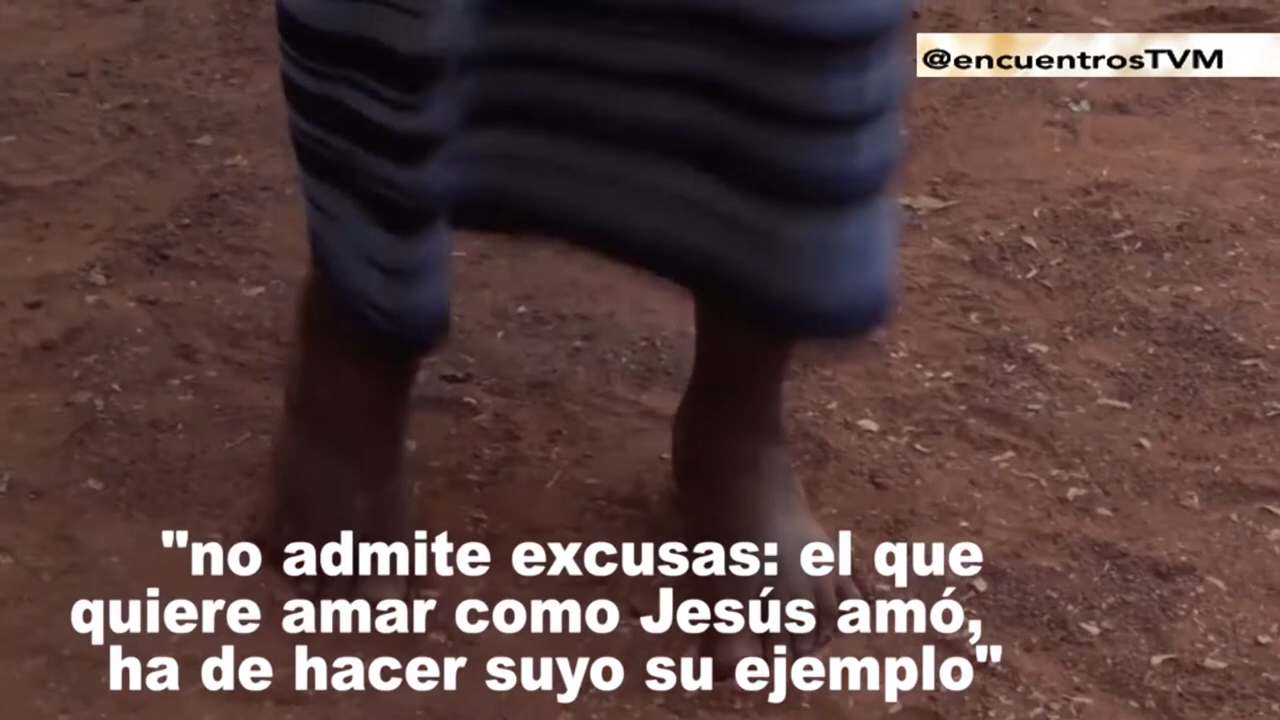 @encuentrosTVM
"no admite excusas: el que
quiere amar como Jesús amó,
ha de hacer suyo su ejemplo"